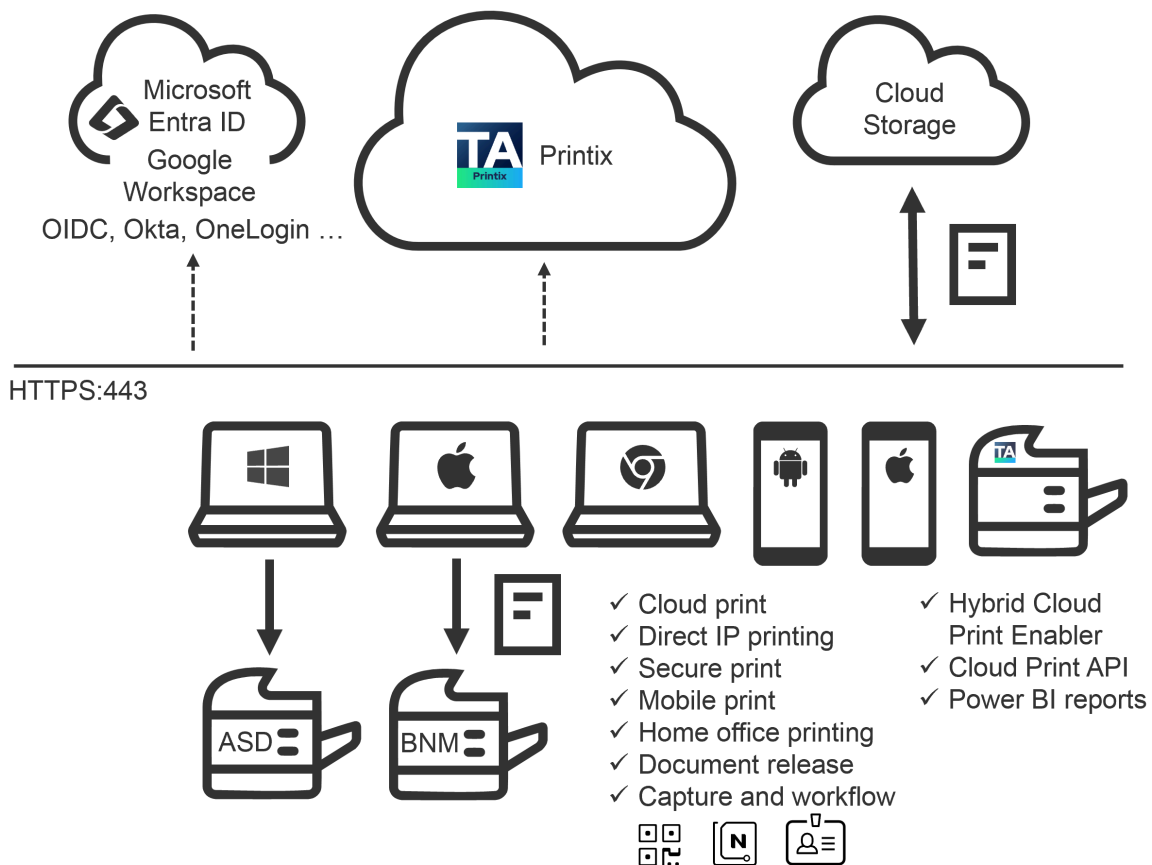 Microsoft
Entra ID
Google
Workspace
OIDC, Okta, OneLogin ...
TA
Printix
Printix
Cloud
Storage
HTTPS:443
TA
ASD
BNM
✓ Cloud print
✓ Direct IP printing
✓ Secure print
✓ Mobile print
✓ Home office printing
✓ Document release
✓ Capture and workflow
✓ Hybrid Cloud
Print Enabler
✓ Cloud Print API
✓ Power BI reports
N